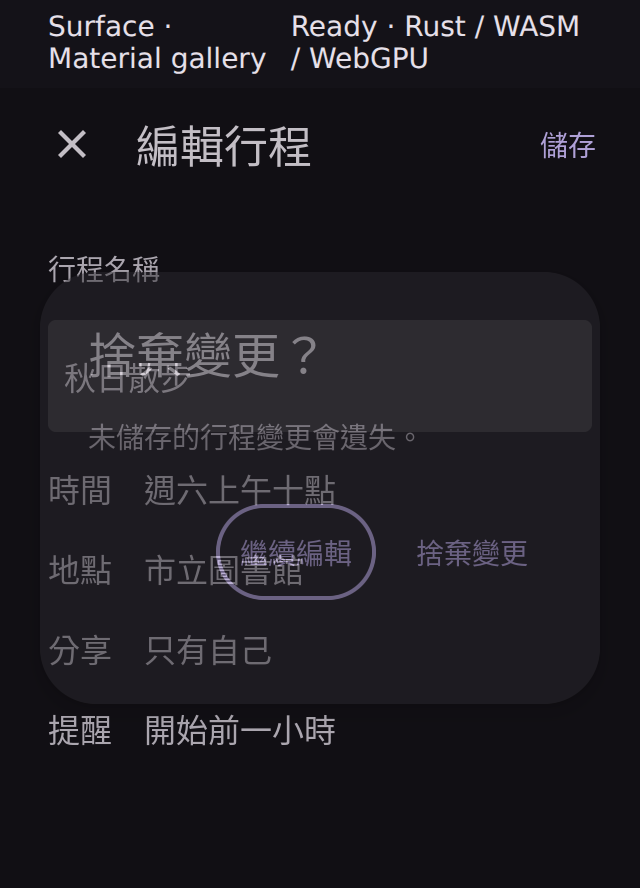 Surface ·
Material gallery
Ready · Rust / WASM
/ WebGPU
✕ 編輯行程 儲存
行程名稱
捨棄變更？
秋日散步
未儲存的行程變更會遺失。
時間 週六上午十點
繼續編輯 捨棄變更
地點 市立圖書館
分享 只有自己
提醒 開始前一小時